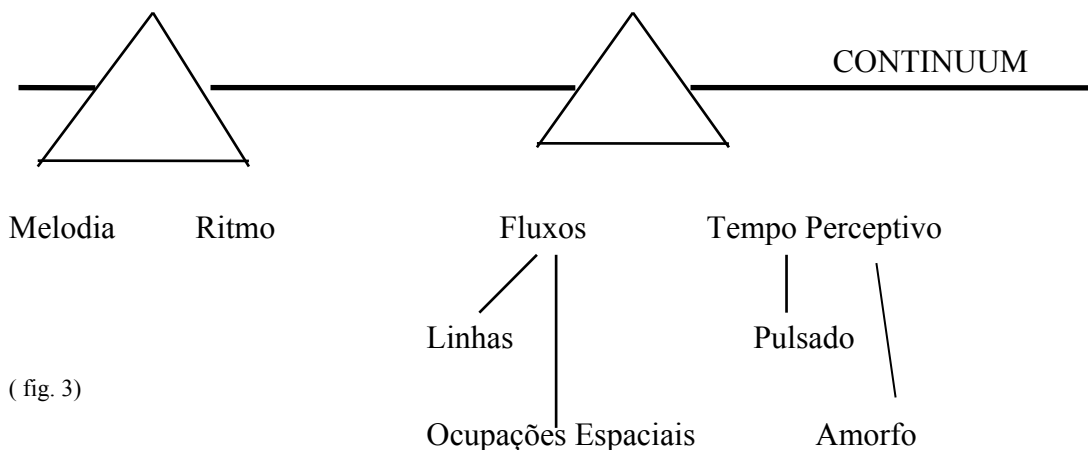 CONTINUUM
Melodia Ritmo Fluxos Tempo Perceptivo
Linhas Pulsado
( fig. 3)
Ocupações Espaciais Amorfo